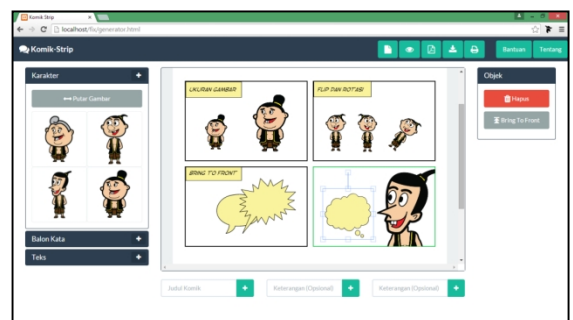 Komik Strip
localhost/fix/generator.html
Komik-Strip
Bantuan
Tentang
Karakter
Putar Gambar
Balon Kata
Teks
UKURAN GAMBAR
FLIP DAN ROTASI
BRING TO FRONT
Objek
Hapus
Bring To Front
Judul Komik
Keterangan (Opsional)
Keterangan (Opsional)